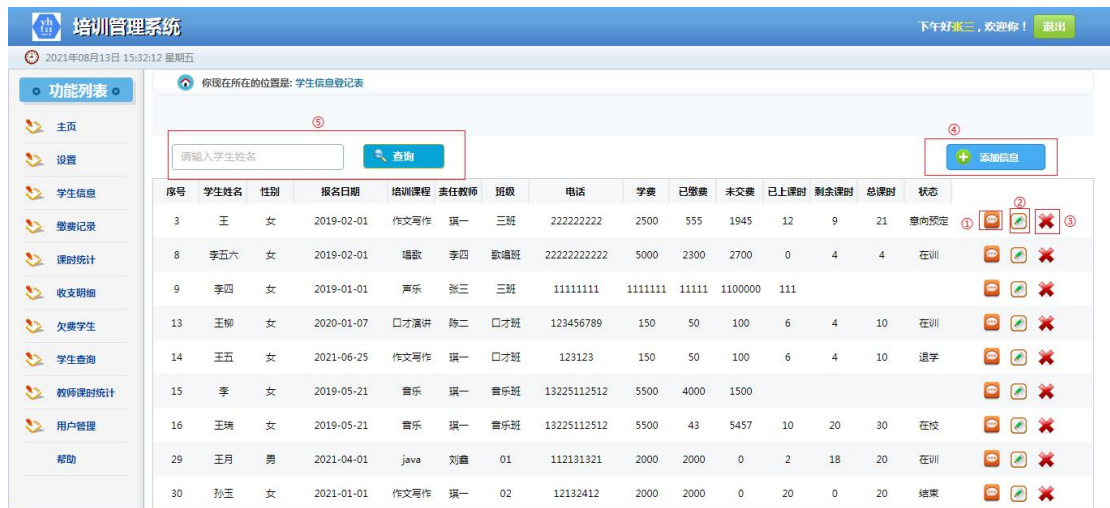 培训管理系统
下午好张三,欢迎你! 退出
2021年08月13日 15:32:12 星期五
功能列表
你现在所在的位置是: 学生信息登记表
主页
设置
学生信息
缴费记录
课时统计
收支明细
欠费学生
学生查询
教师课时统计
用户管理
帮助
⑤
④
请输入学生姓名 查询 添加信息
序号 学生姓名 性别 报名日期 培训课程 责任教师 班级 电话 学费 已缴费 未交费 已上课时 剩余课时 总课时 状态
3 王 女 2019-02-01 作文写作 琪一 三班 222222222 2500 555 1945 12 9 21 意向预定 ① ② ③
8 李五六 女 2019-02-01 唱歌 李四 歌唱班 22222222222 5000 2300 2700 0 4 4 在训
9 李四 女 2019-01-01 声乐 张三 三班 11111111 1111111 11111 1100000 111
13 王柳 女 2020-01-07 口才演讲 陈二 口才班 123456789 150 50 100 6 4 10 在训
14 王五 女 2021-06-25 作文写作 琪一 口才班 123123 150 50 100 6 4 10 退学
15 李 女 2019-05-21 音乐 琪一 音乐班 13225112512 5500 4000 1500
16 王瑞 女 2019-05-21 音乐 琪一 音乐班 13225112512 5500 43 5457 10 20 30 在校
29 王月 男 2021-04-01 java 刘鑫 01 112131321 2000 2000 0 2 18 20 在训
30 孙玉 女 2021-01-01 作文写作 琪一 02 12132412 2000 2000 0 20 0 20 结束